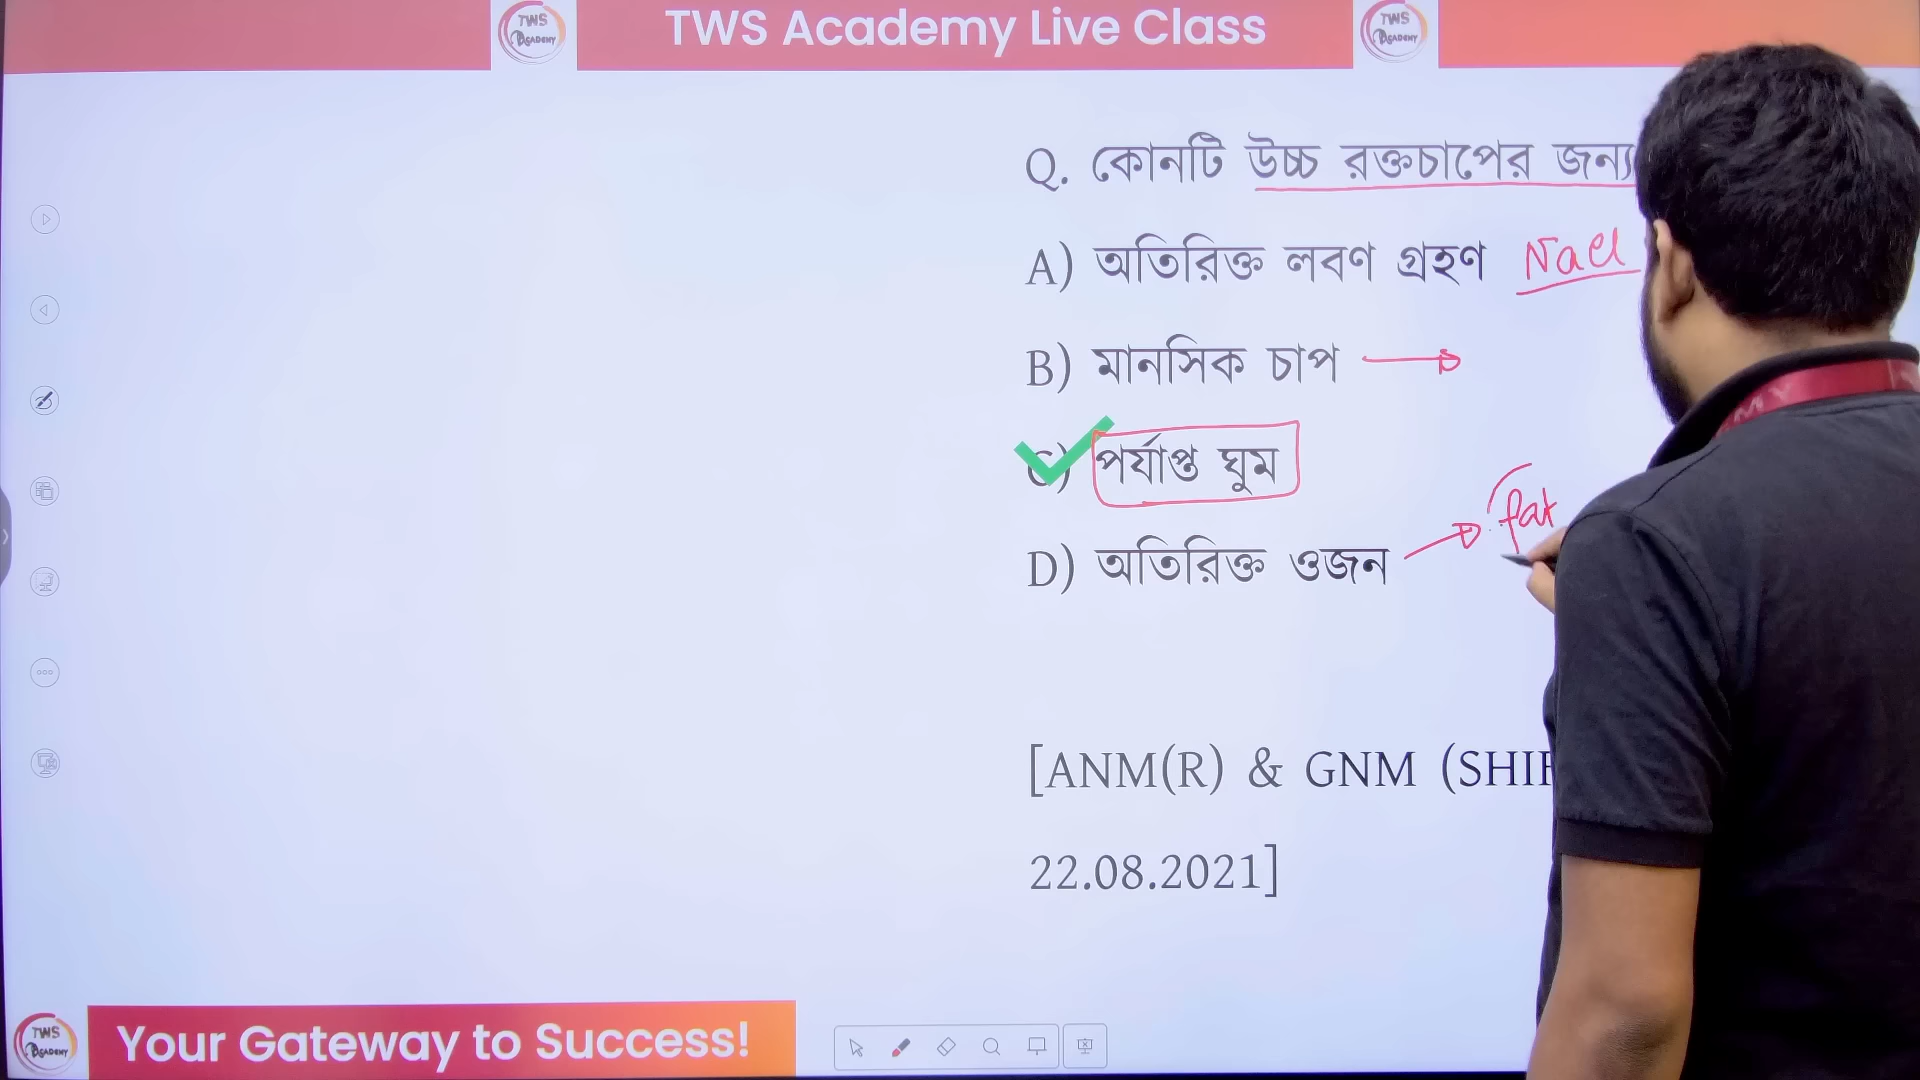 TWS Academy Live Class
TWS
ACADEMY
TWS
ACADEMY
Q. কোনটি উচ্চ রক্তচাপের জন্য
A) অতিরিক্ত লবণ গ্রহণ NaCl
B) মানসিক চাপ
C) পর্যাপ্ত ঘুম
fat
D) অতিরিক্ত ওজন
[ANM(R) & GNM (SHIF
22.08.2021]
TWS
ACADEMY
Your Gateway to Success!